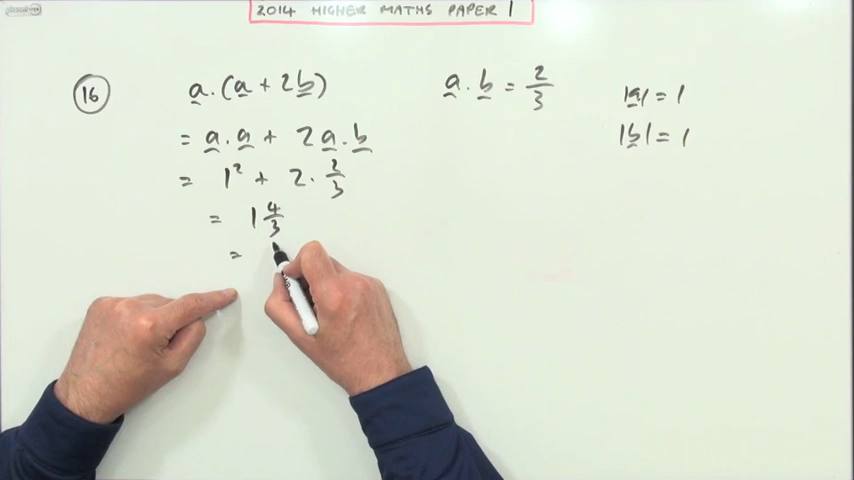 2014 HIGHER MATHS PAPER 1
16 a.(a + 2b) a.b = 2/3 |a| = 1
= a.a + 2a.b |b| = 1
= 1² + 2.2/3
= 1 4/3
=